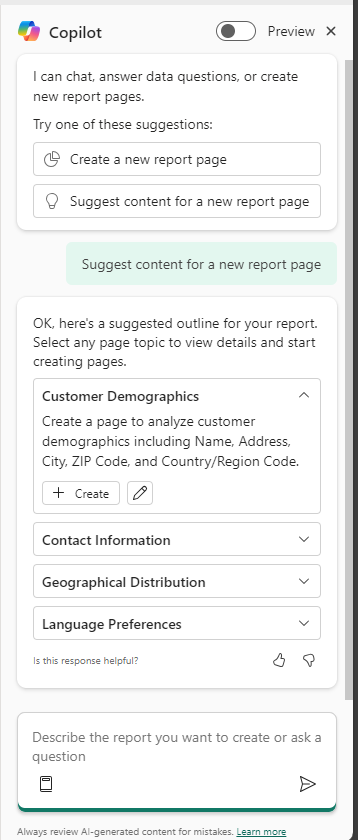 Copilot
Preview
I can chat, answer data questions, or create
new report pages.
Try one of these suggestions:
Create a new report page
Suggest content for a new report page
Suggest content for a new report page
OK, here's a suggested outline for your report.
Select any page topic to view details and start
creating pages.
Customer Demographics
Create a page to analyze customer
demographics including Name, Address,
City, ZIP Code, and Country/Region Code.
Create
Contact Information
Geographical Distribution
Language Preferences
Is this response helpful?
Describe the report you want to create or ask a
question
Always review AI-generated content for mistakes. Learn more